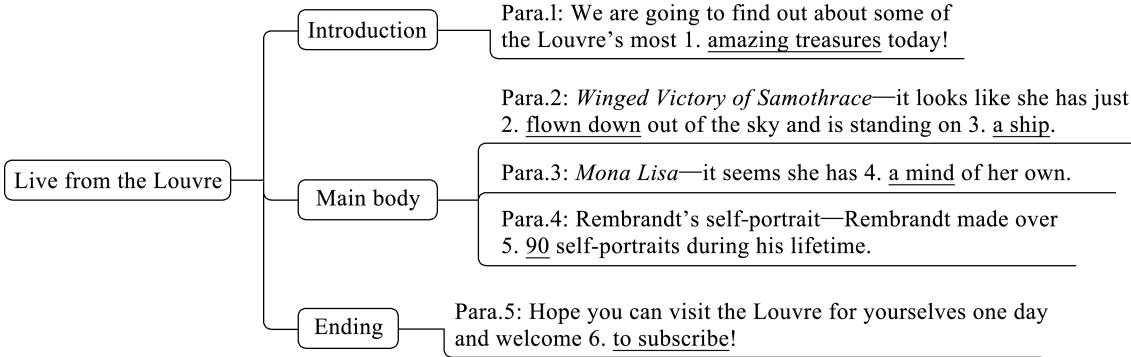 Introduction
Para.l: We are going to find out about some of
the Louvre's most 1. amazing treasures today!
Live from the Louvre
Main body
Para.2: Winged Victory of Samothrace—it looks like she has just
2. flown down out of the sky and is standing on 3. a ship.
Para.3: Mona Lisa—it seems she has 4. a mind of her own.
Para.4: Rembrandt's self-portrait—Rembrandt made over
5. 90 self-portraits during his lifetime.
Ending
Para.5: Hope you can visit the Louvre for yourselves one day
and welcome 6. to subscribe!